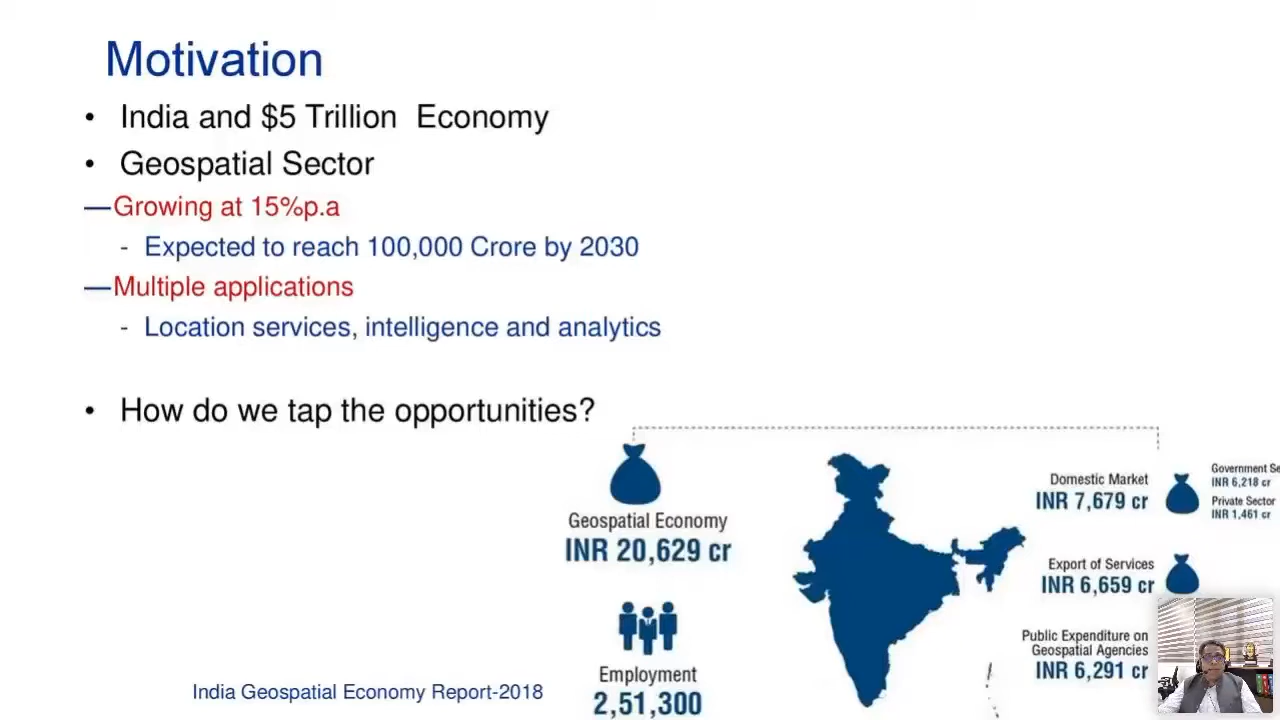 Motivation
• India and $5 Trillion Economy
• Geospatial Sector
—Growing at 15%p.a
- Expected to reach 100,000 Crore by 2030
—Multiple applications
- Location services, intelligence and analytics
• How do we tap the opportunities?
Geospatial Economy
INR 20,629 cr
Employment
2,51,300
Domestic Market
INR 7,679 cr
Government Se
INR 6,218 cr
Private Sector
INR 1,461 cr
Export of Services
INR 6,659 cr
Public Expenditure on
Geospatial Agencies
INR 6,291 cr
India Geospatial Economy Report-2018